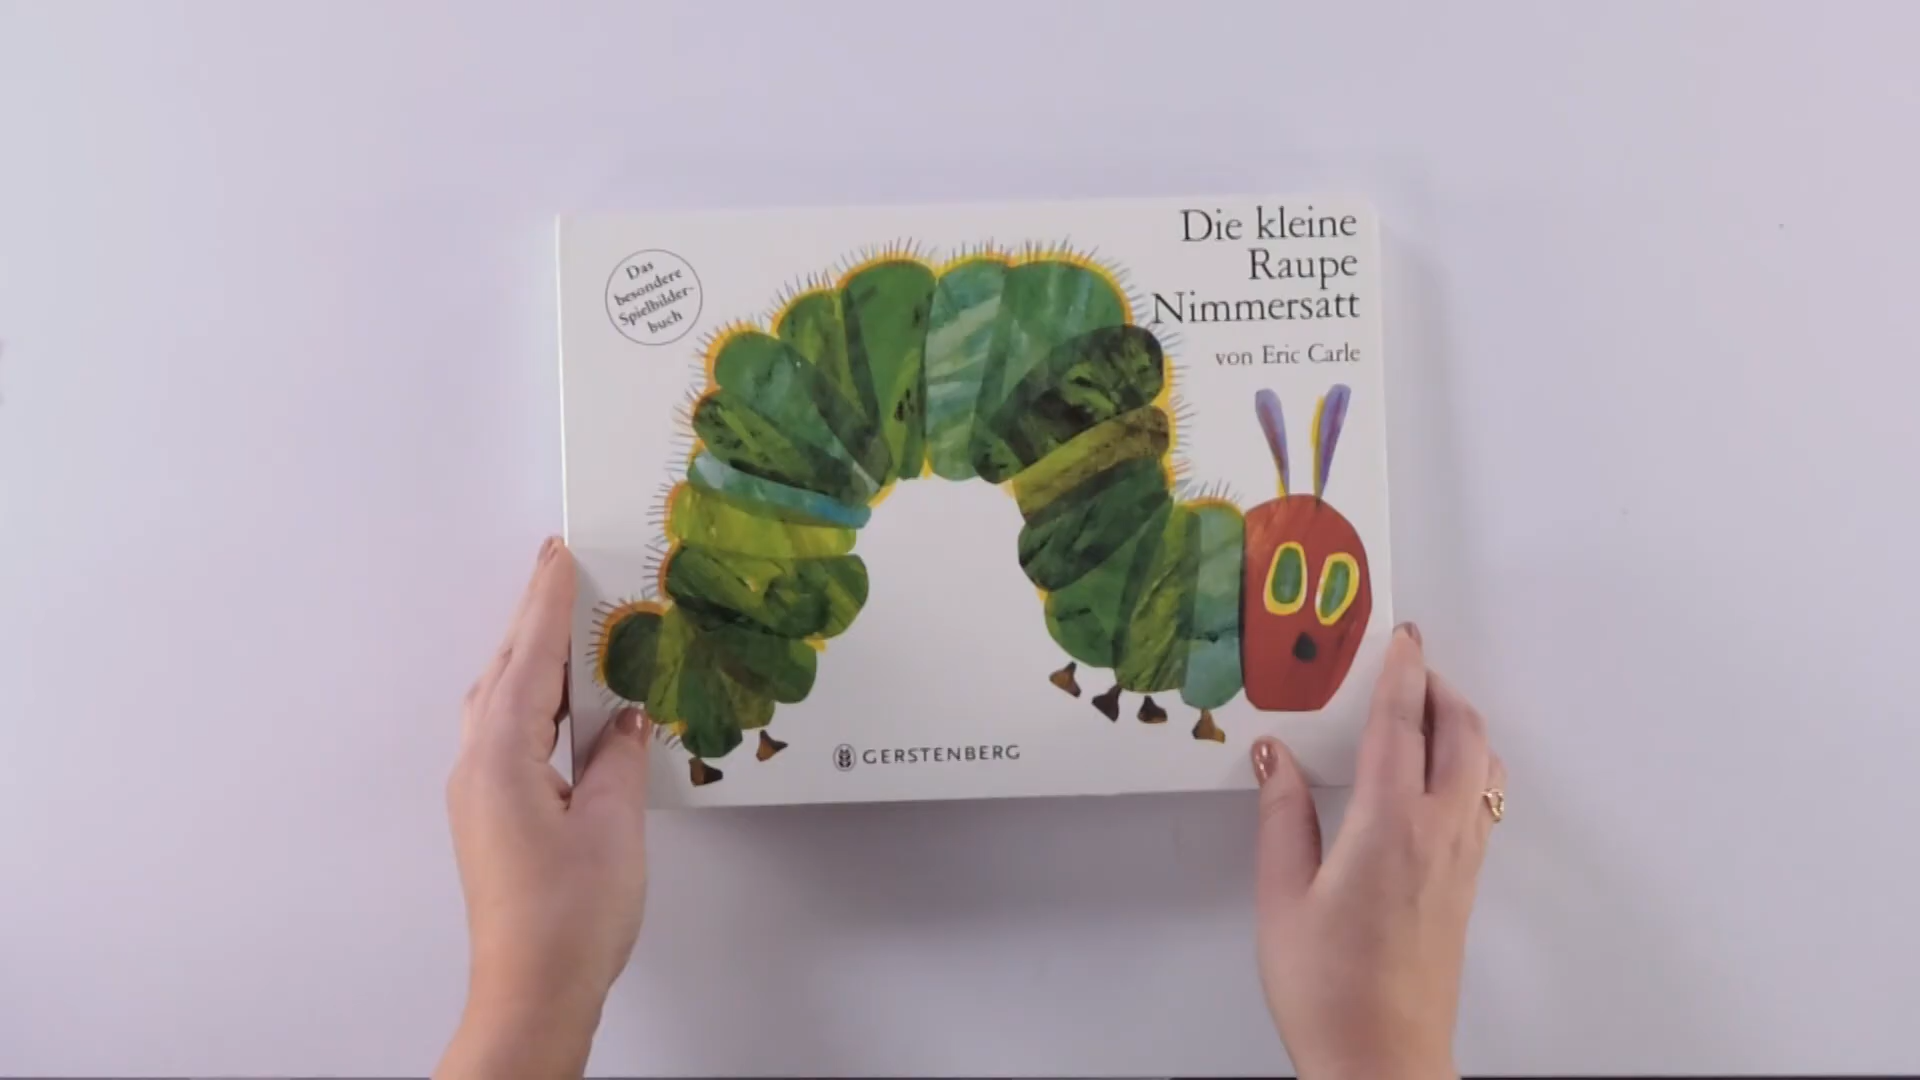 Das
besondere
Spielbilder-
buch
Die kleine
Raupe
Nimmersatt
von Eric Carle
GERSTENBERG